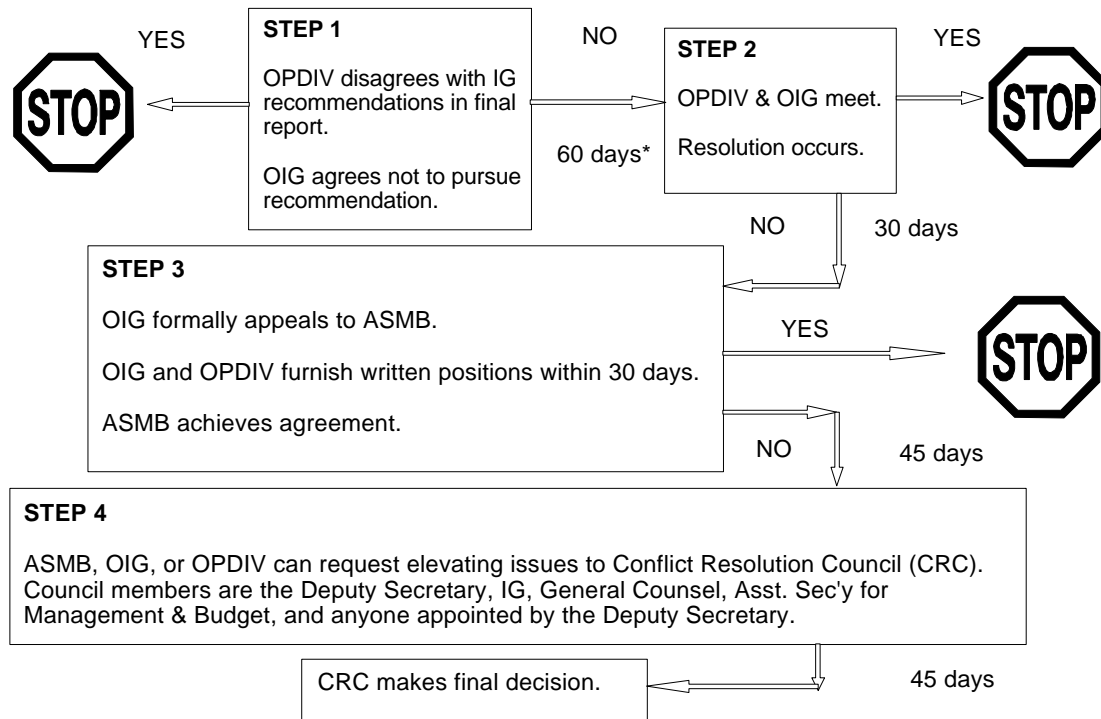 YES
STOP
STEP 1
OPDIV disagrees with IG
recommendations in final
report.
OIG agrees not to pursue
recommendation.
NO
60 days*
STEP 2
OPDIV & OIG meet.
Resolution occurs.
YES
STOP
NO
30 days
STEP 3
OIG formally appeals to ASMB.
OIG and OPDIV furnish written positions within 30 days.
ASMB achieves agreement.
YES
STOP
NO
45 days
STEP 4
ASMB, OIG, or OPDIV can request elevating issues to Conflict Resolution Council (CRC).
Council members are the Deputy Secretary, IG, General Counsel, Asst. Sec'y for
Management & Budget, and anyone appointed by the Deputy Secretary.
45 days
CRC makes final decision.